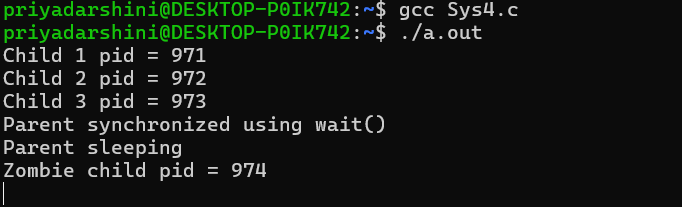 priyadarshini@DESKTOP-P0IK742:~$ gcc Sys4.c
priyadarshini@DESKTOP-P0IK742:~$ ./a.out
Child 1 pid = 971
Child 2 pid = 972
Child 3 pid = 973
Parent synchronized using wait()
Parent sleeping
Zombie child pid = 974